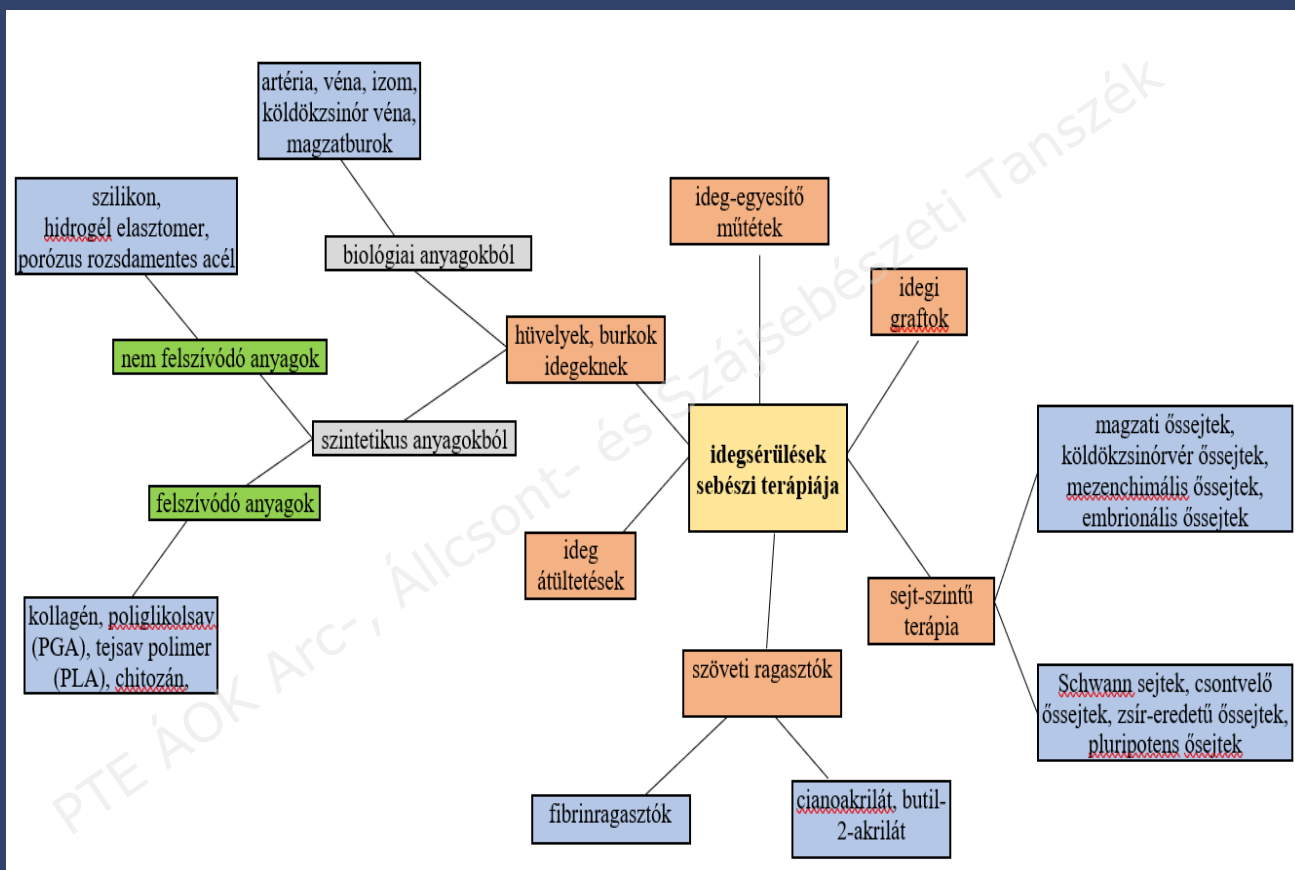 artéria, véna, izom,
köldökzsinór véna,
magzatburok
szilikon,
hidrogél elasztomer,
porózus rozsdamentes acél
biológiai anyagokból
nem felszívódó anyagok
szintetikus anyagokból
felszívódó anyagok
kollagén, poliglikolsav
(PGA), tejsav polimer
(PLA), chitozán,
hüvelyek, burkok
idegeknek
ideg-egyesítő
műtétek
idegi
graftok
idegsérülések
sebészi terápiája
ideg
átültetések
szöveti ragasztók
fibrinragasztók
cianoakrilát, butil-
2-akrilát
sejt-szintű
terápia
magzati őssejtek,
köldökzsinórvér őssejtek,
mezenchimális őssejtek,
embrionális őssejtek
Schwann sejtek, csontvelő
őssejtek, zsír-eredetű őssejtek,
pluripotens ősejtek
PTE ÁOK Arc-, Állcsont- és Szájsebészeti Tanszék